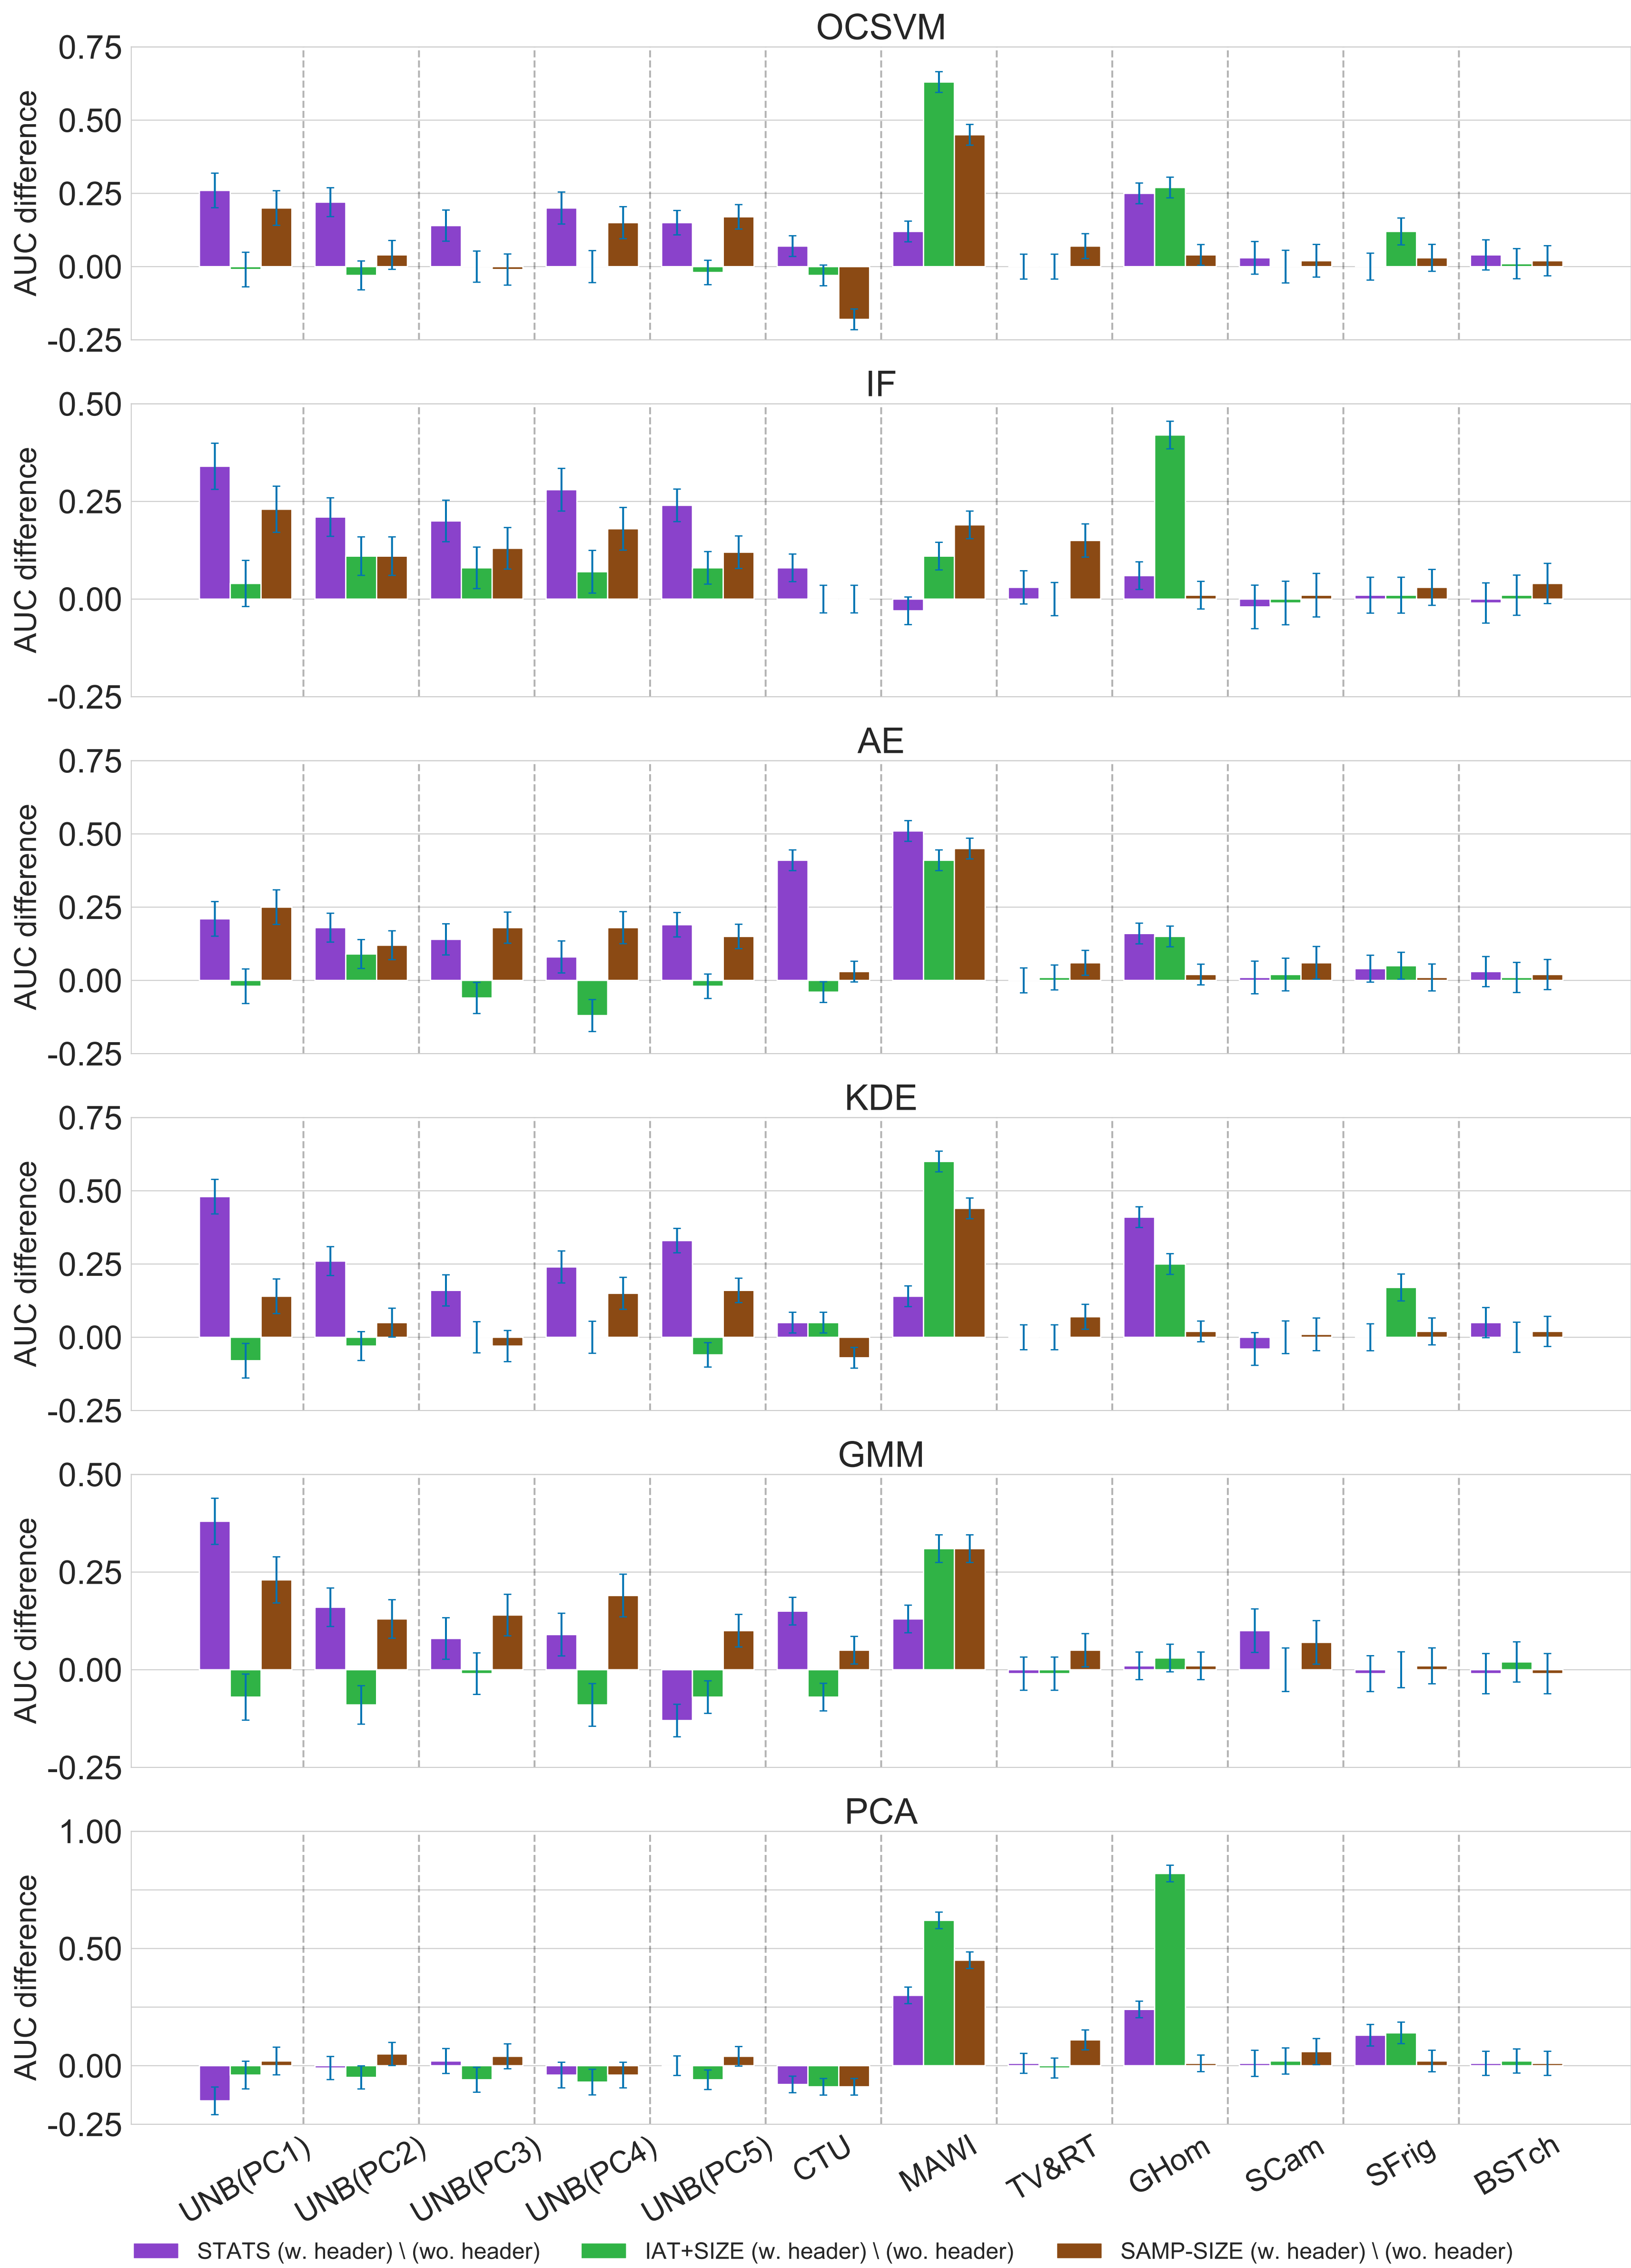 OCSVM
0.75
0.50
0.25
0.00
-0.25
AUC difference
IF
0.50
0.25
0.00
-0.25
AUC difference
AE
0.75
0.50
0.25
0.00
-0.25
AUC difference
KDE
0.75
0.50
0.25
0.00
-0.25
AUC difference
GMM
0.50
0.25
0.00
-0.25
AUC difference
PCA
1.00
0.50
0.00
-0.25
AUC difference
UNB(PC1)
UNB(PC2)
UNB(PC3)
UNB(PC4)
UNB(PC5)
CTU
MAWI
TV&RT
GHom
SCam
SFrig
BSTch
STATS (w. header) \ (wo. header)
IAT+SIZE (w. header) \ (wo. header)
SAMP-SIZE (w. header) \ (wo. header)